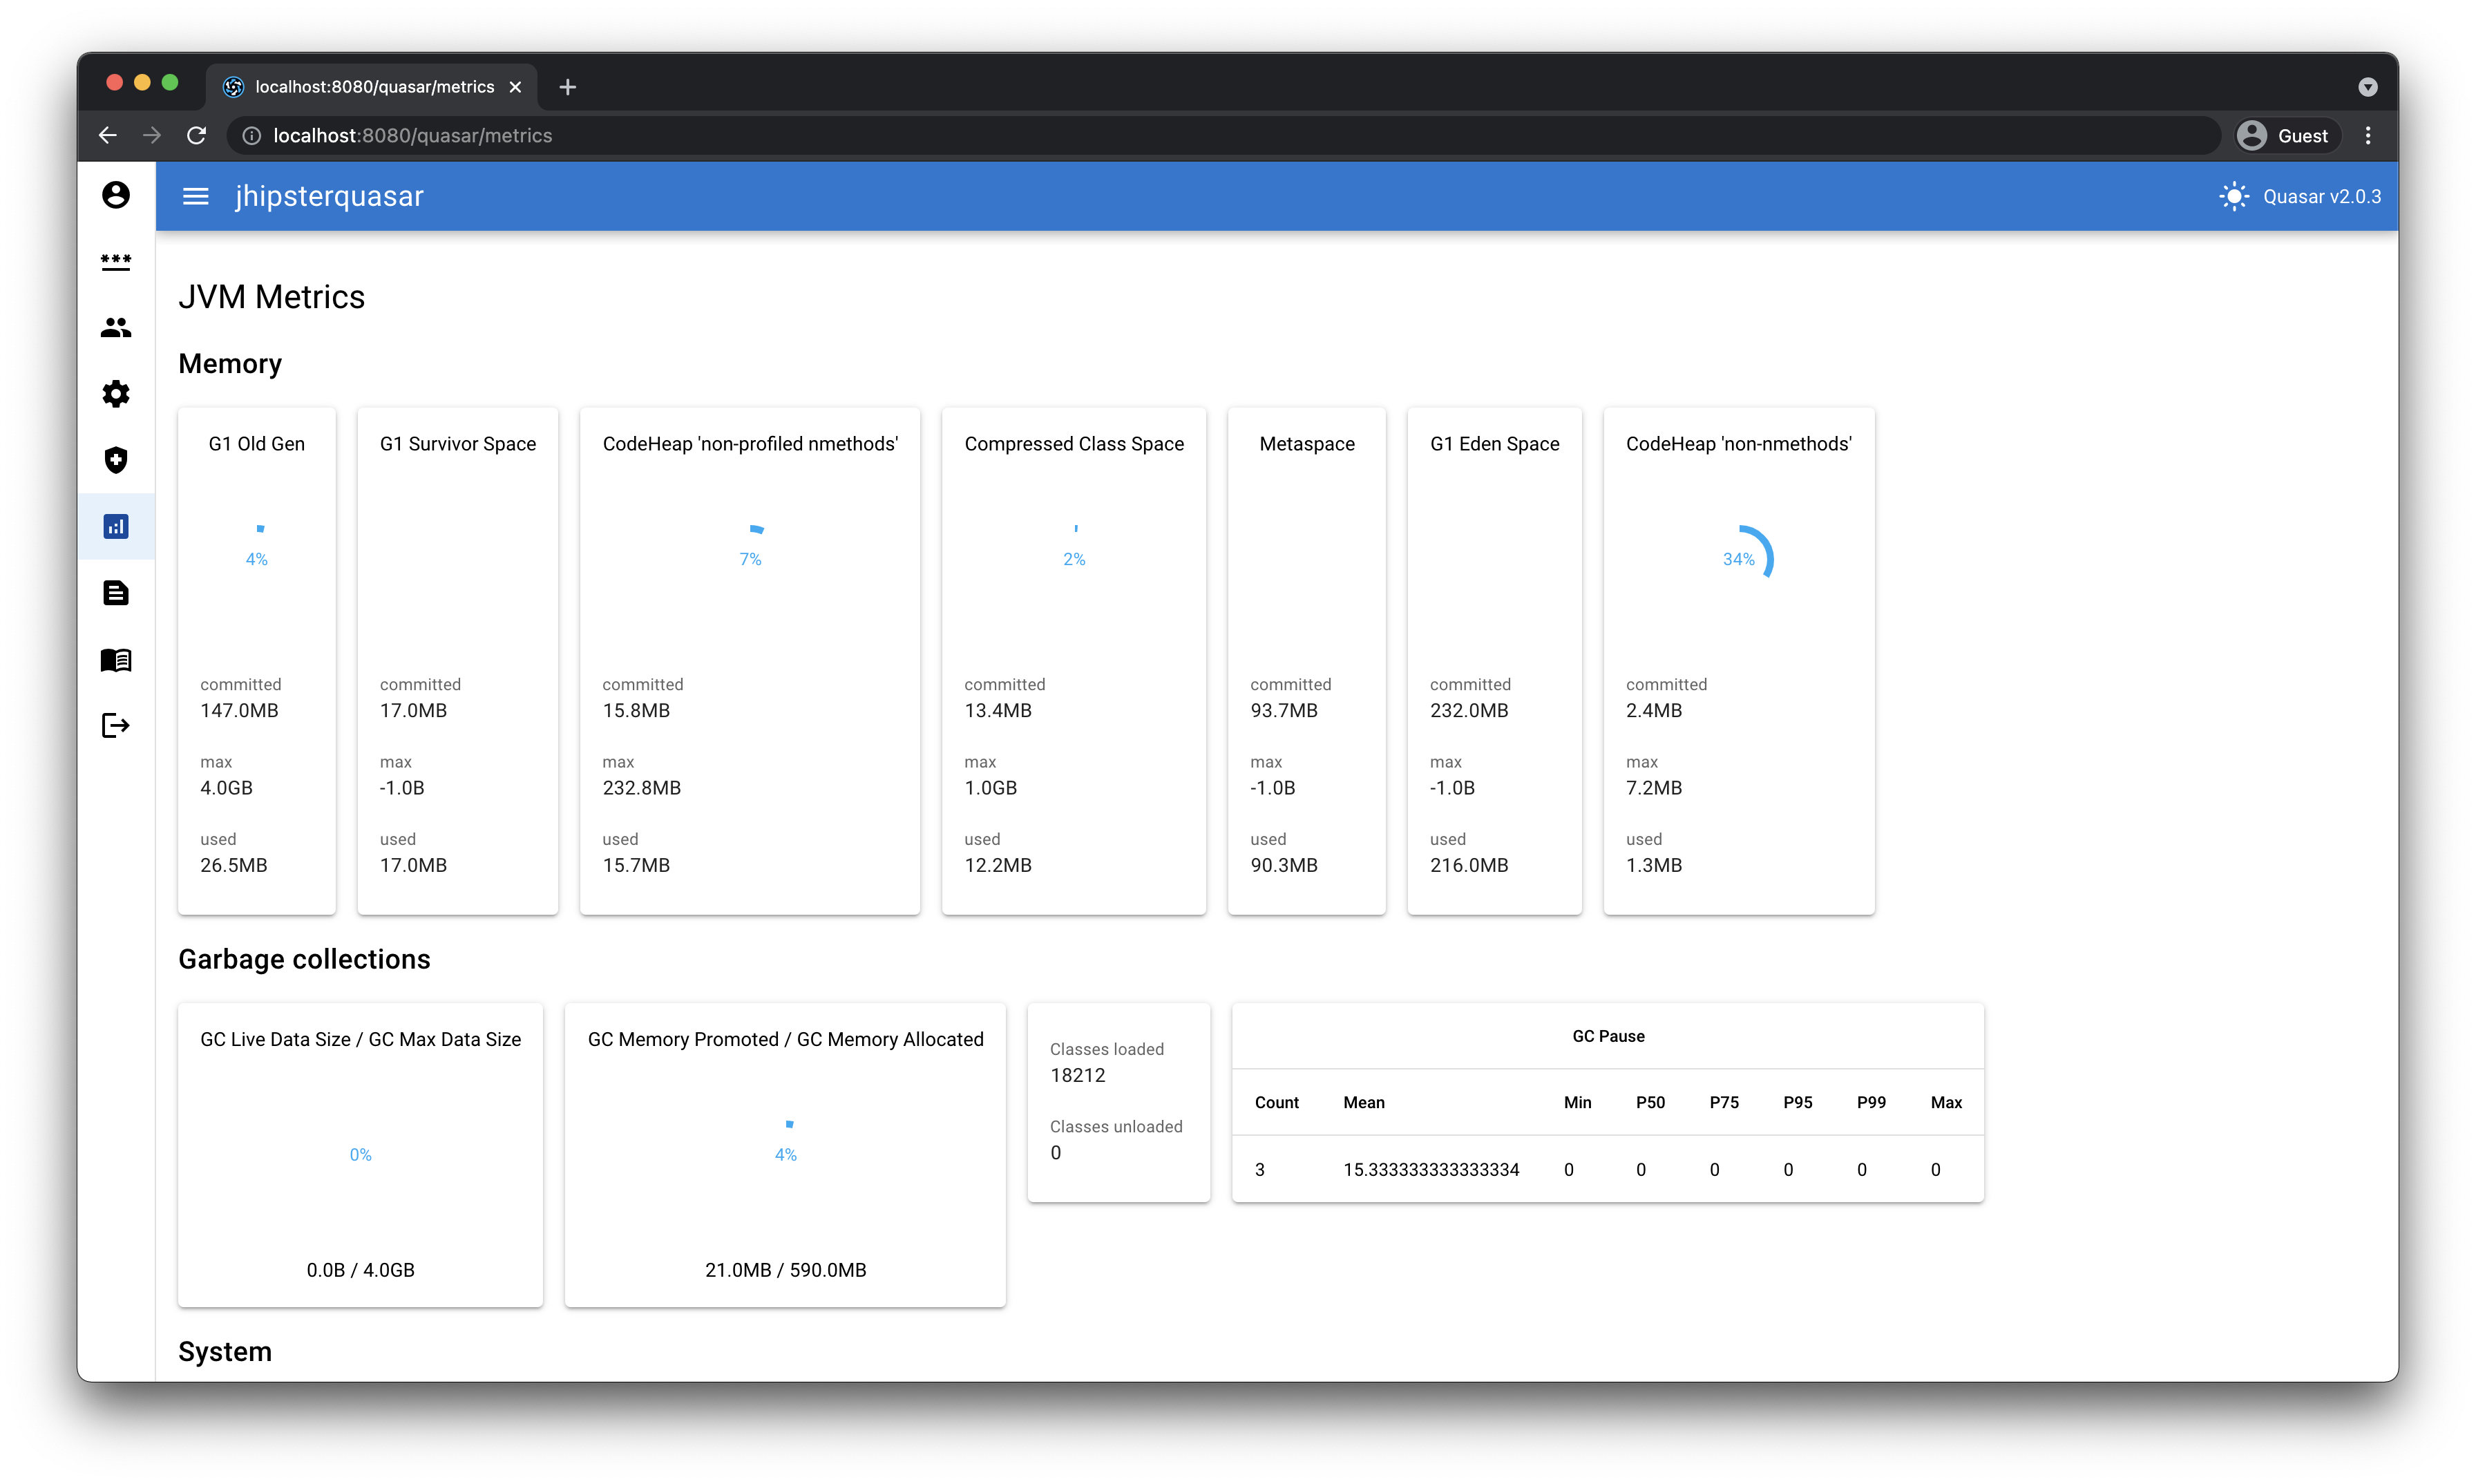 localhost:8080/quasar/metrics
localhost:8080/quasar/metrics
Guest
jhipsterquasar
Quasar v2.0.3
JVM Metrics
Memory
G1 Old Gen
4%
committed
147.0MB
max
4.0GB
used
26.5MB
G1 Survivor Space
committed
17.0MB
max
-1.0B
used
17.0MB
CodeHeap 'non-profiled nmethods'
7%
committed
15.8MB
max
232.8MB
used
15.7MB
Compressed Class Space
2%
committed
13.4MB
max
1.0GB
used
12.2MB
Metaspace
committed
93.7MB
max
-1.0B
used
90.3MB
G1 Eden Space
committed
232.0MB
max
-1.0B
used
216.0MB
CodeHeap 'non-nmethods'
34%
committed
2.4MB
max
7.2MB
used
1.3MB
Garbage collections
GC Live Data Size / GC Max Data Size
0%
0.0B / 4.0GB
GC Memory Promoted / GC Memory Allocated
4%
21.0MB / 590.0MB
Classes loaded
18212
Classes unloaded
0
GC Pause
Count Mean Min P50 P75 P95 P99 Max
3 15.333333333333334 0 0 0 0 0 0
System